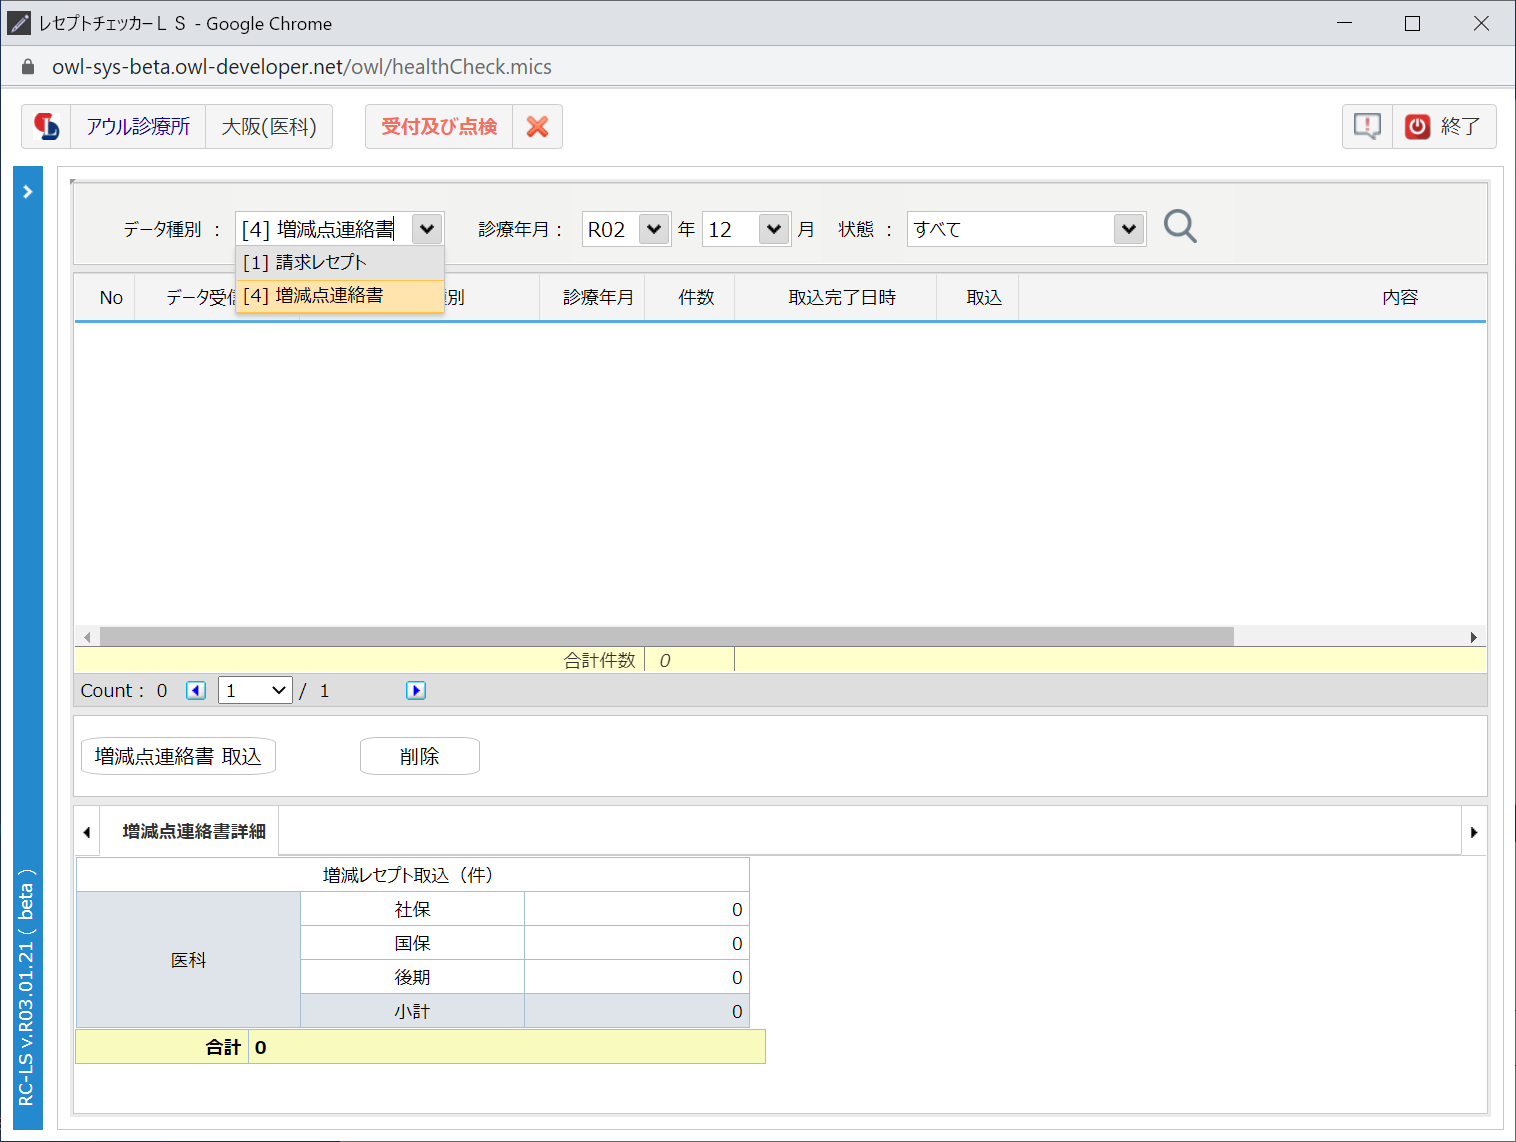 レセプトチェッカーＬＳ - Google Chrome
owl-sys-beta.owl-developer.net/owl/healthCheck.mics
アウル診療所 大阪(医科) 受付及び点検 終了
データ種別 ： [4] 増減点連絡書 診療年月： R02 年 12 月 状態 ： すべて
[1] 請求レセプト
[4] 増減点連絡書
No データ受信 別 診療年月 件数 取込完了日時 取込 内容
合計件数 0
Count : 0 1 / 1
増減点連絡書 取込 削除
増減点連絡書詳細
増減レセプト取込（件）
医科
社保 0
国保 0
後期 0
小計 0
合計 0
RC-LS v.R03.01.21 ( beta )